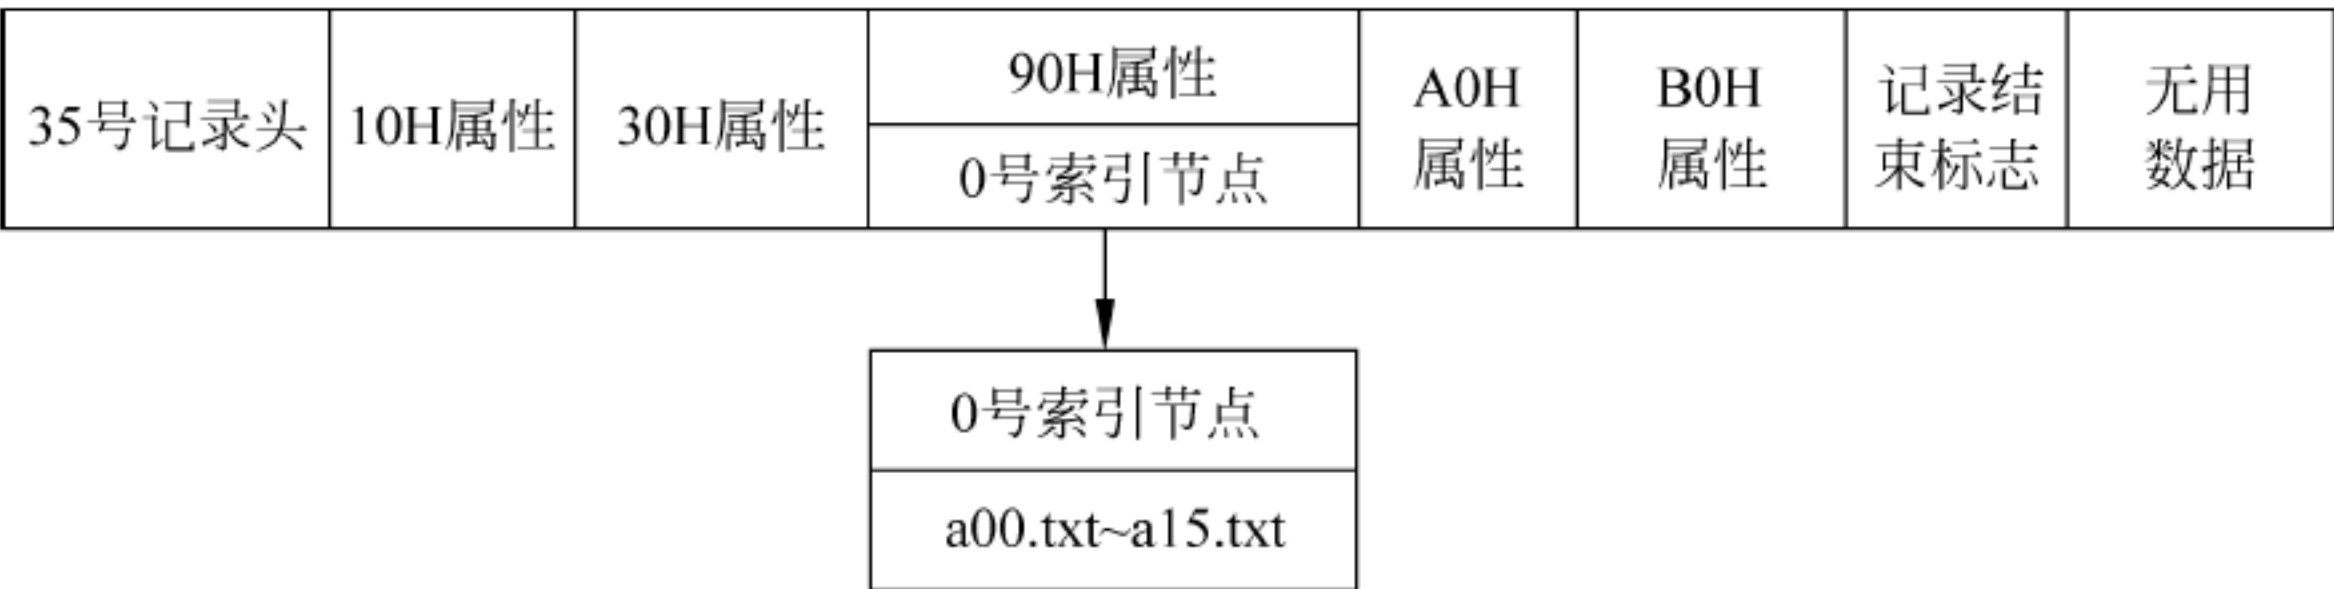 35号记录头
10H属性
30H属性
90H属性
0号索引节点
A0H
属性
B0H
属性
记录结
束标志
无用
数据
0号索引节点
a00.txt~a15.txt